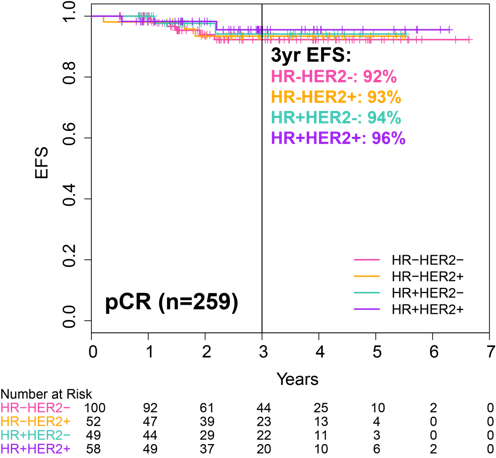 1.0
0.8
0.6
0.4
0.2
0.0
EFS
3yr EFS:
HR-HER2-: 92%
HR-HER2+: 93%
HR+HER2-: 94%
HR+HER2+: 96%
HR−HER2−
HR−HER2+
HR+HER2−
HR+HER2+
pCR (n=259)
0 1 2 3 4 5 6 7
Years
Number at Risk
HR−HER2− 100 92 61 44 25 10 2 0
HR−HER2+ 52 47 39 23 13 4 0 0
HR+HER2− 49 44 29 22 11 3 0 0
HR+HER2+ 58 49 37 20 10 6 2 0